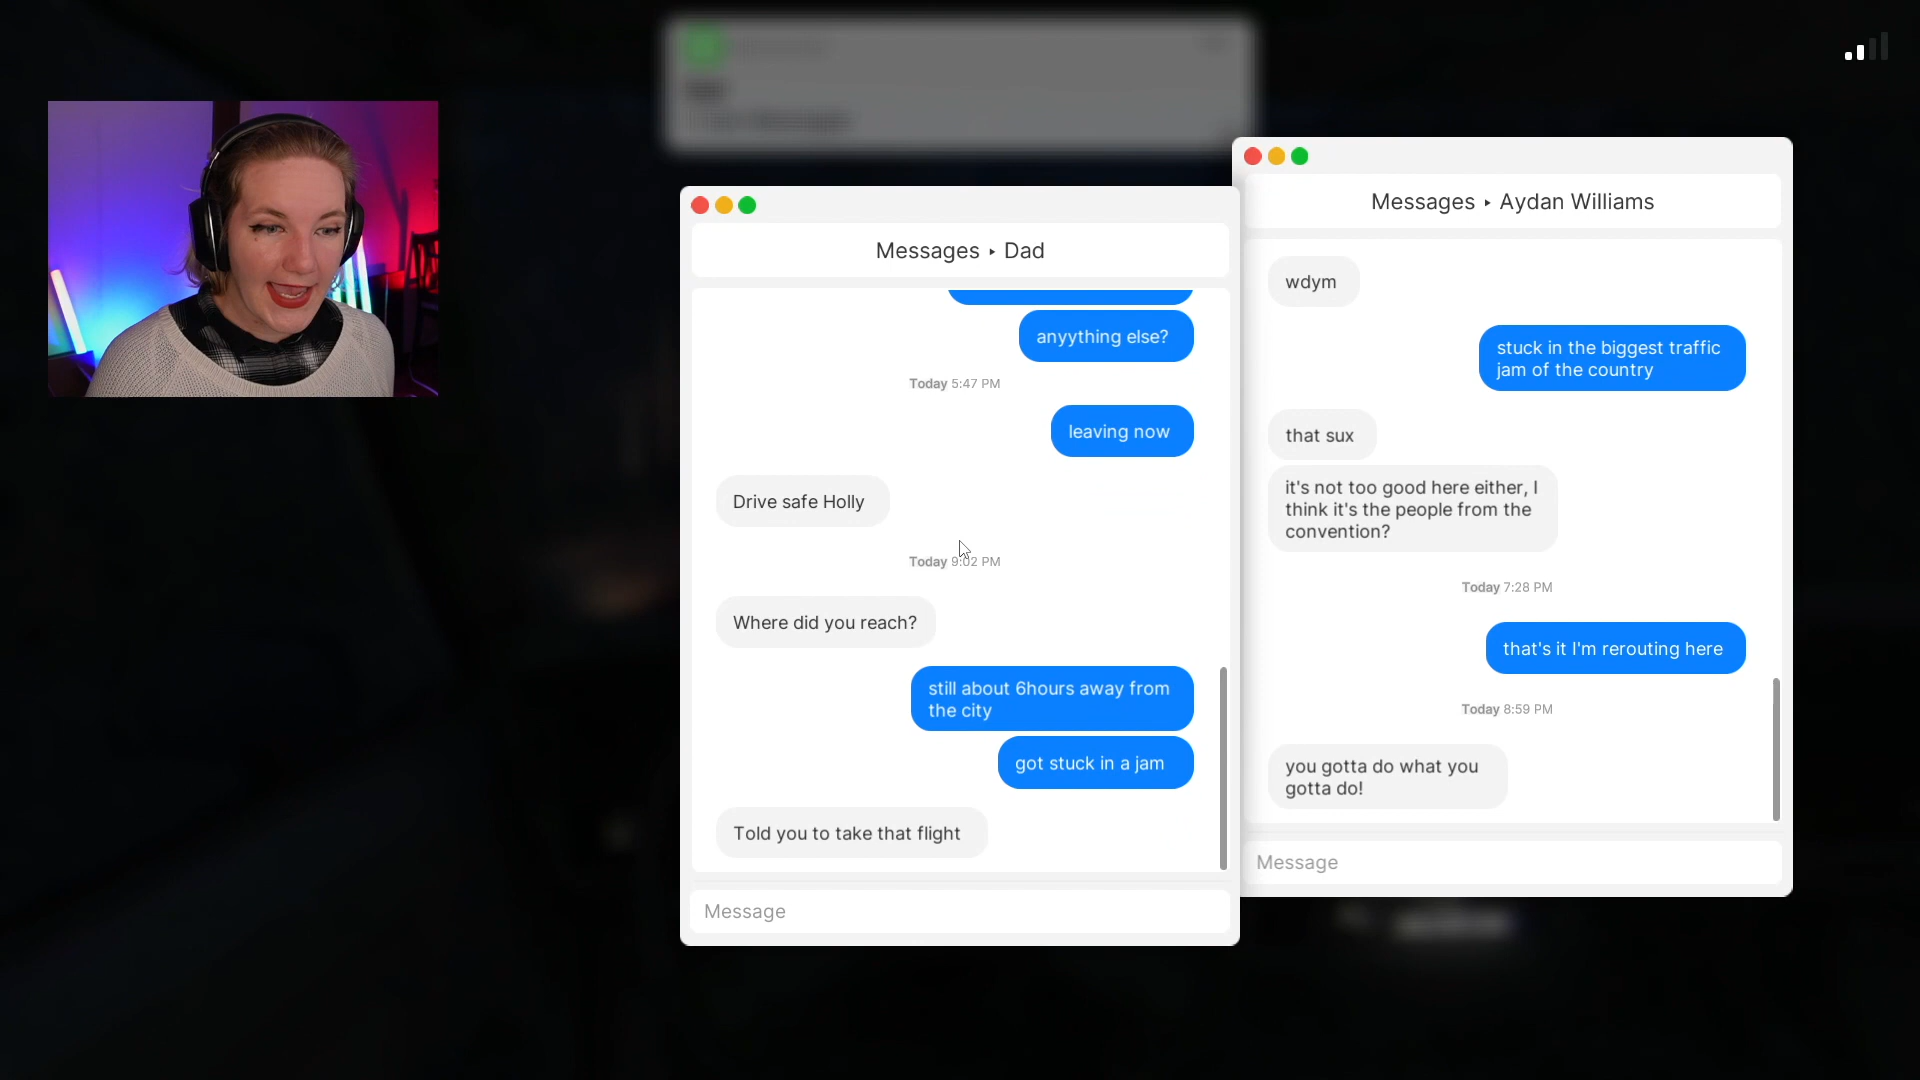 Messages ▸ Dad
anyything else?
Today 5:47 PM
leaving now
Drive safe Holly
Today 9:02 PM
Where did you reach?
still about 6hours away from
the city
got stuck in a jam
Told you to take that flight
Message
Messages ▸ Aydan Williams
wdym
stuck in the biggest traffic
jam of the country
that sux
it's not too good here either, I
think it's the people from the
convention?
Today 7:28 PM
that's it I'm rerouting here
Today 8:59 PM
you gotta do what you
gotta do!
Message